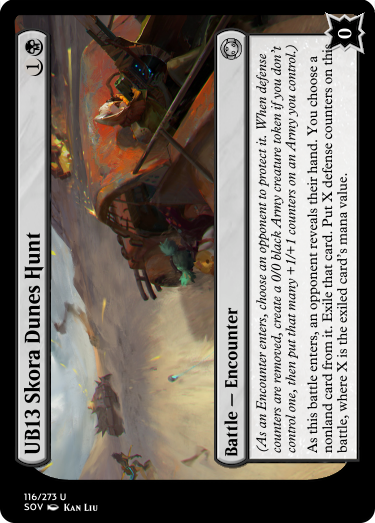 UB13 Skora Dunes Hunt
Battle — Encounter
(As an Encounter enters, choose an opponent to protect it. When defense
counters are removed, create a 0/0 black Army creature token if you don't
control one, then put that many +1/+1 counters on an Army you control.)
As this battle enters, an opponent reveals their hand. You choose a
nonland card from it. Exile that card. Put X defense counters on this
battle, where X is the exiled card's mana value.
0
116/273 U
SOV KAN LIU